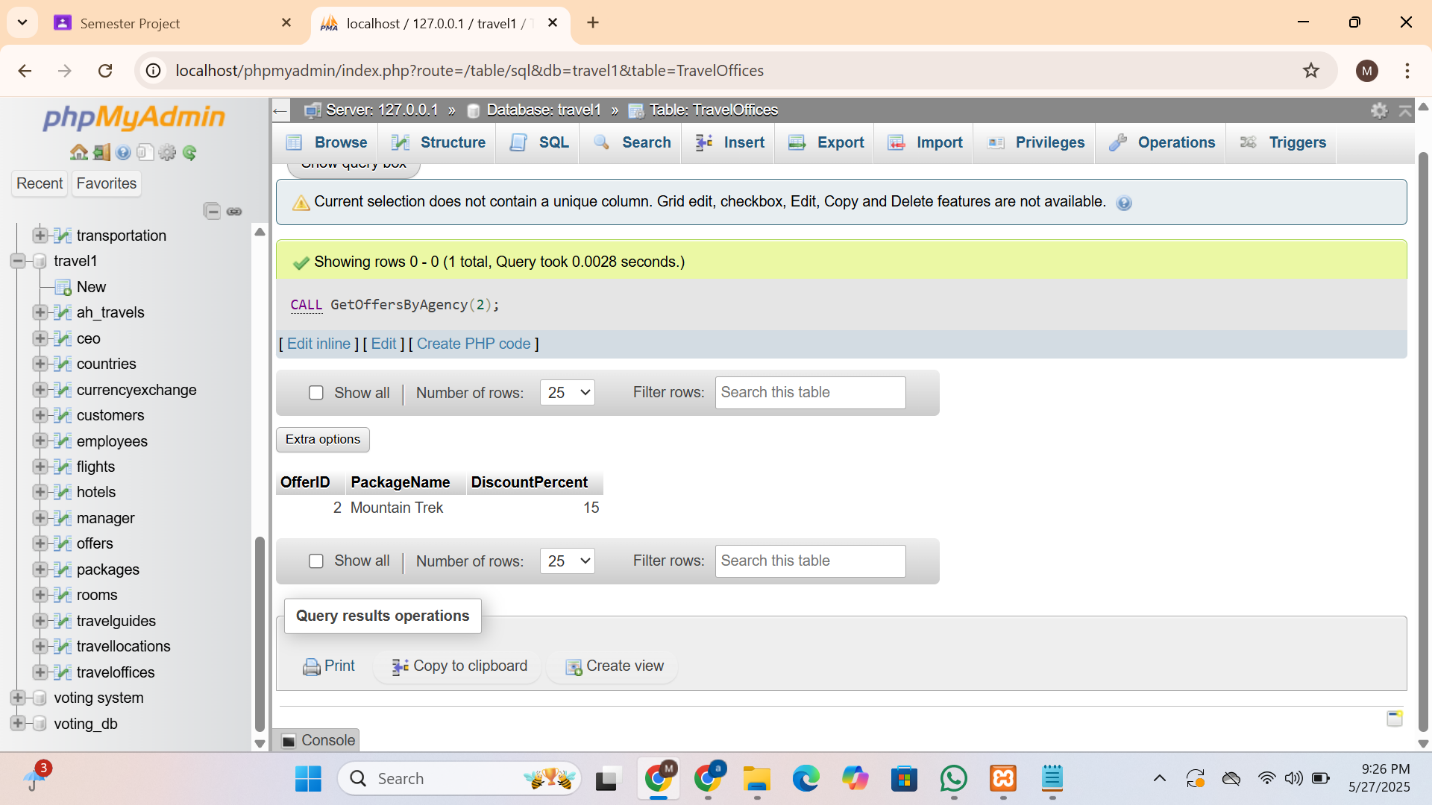 Semester Project
localhost / 127.0.0.1 / travel1 / T
localhost/phpmyadmin/index.php?route=/table/sql&db=travel1&table=TravelOffices
M
phpMyAdmin
Recent
Favorites
transportation
travel1
New
ah_travels
ceo
countries
currencyexchange
customers
employees
flights
hotels
manager
offers
packages
rooms
travelguides
travellocations
traveloffices
voting system
voting_db
Server: 127.0.0.1 » Database: travel1 » Table: TravelOffices
Browse Structure SQL Search Insert Export Import Privileges Operations Triggers
Show query box
Current selection does not contain a unique column. Grid edit, checkbox, Edit, Copy and Delete features are not available.
Showing rows 0 - 0 (1 total, Query took 0.0028 seconds.)
CALL GetOffersByAgency(2);
[ Edit inline ] [ Edit ] [ Create PHP code ]
Show all | Number of rows: 25 Filter rows: Search this table
Extra options
OfferID PackageName DiscountPercent
2 Mountain Trek 15
Show all | Number of rows: 25 Filter rows: Search this table
Query results operations
Print Copy to clipboard Create view
Console
3
Search
M
a
9:26 PM
5/27/2025